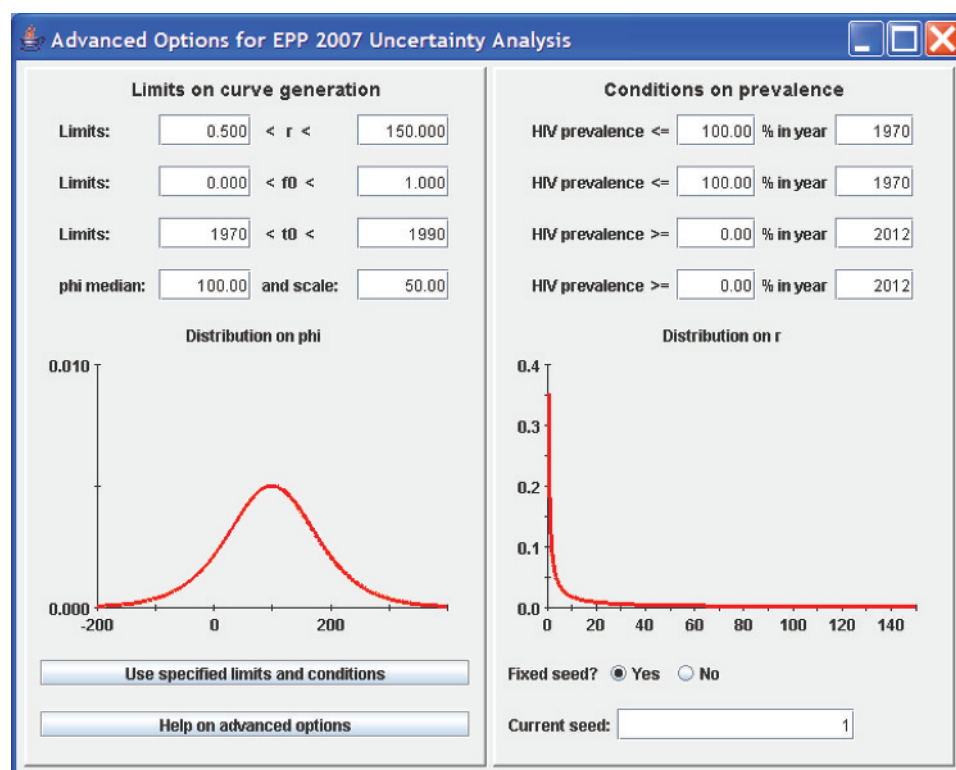 Advanced Options for EPP 2007 Uncertainty Analysis
Limits on curve generation
Limits: 0.500 < r < 150.000
Limits: 0.000 < f0 < 1.000
Limits: 1970 < t0 < 1990
phi median: 100.00 and scale: 50.00
Distribution on phi
0.010
0.000
-200 0 200
Use specified limits and conditions
Help on advanced options
Conditions on prevalence
HIV prevalence <= 100.00 % in year 1970
HIV prevalence <= 100.00 % in year 1970
HIV prevalence >= 0.00 % in year 2012
HIV prevalence >= 0.00 % in year 2012
Distribution on r
0.4
0.3
0.2
0.1
0.0
0 20 40 60 80 100 120 140
Fixed seed? Yes No
Current seed: 1